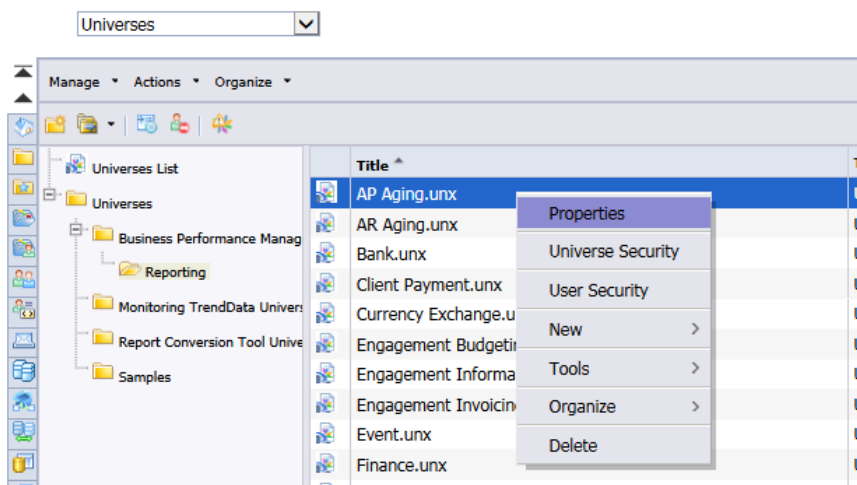 Universes
Manage Actions Organize
Title
Universes List
Universes
Business Performance Manag
Reporting
Monitoring TrendData Univer
Report Conversion Tool Unive
Samples
AP Aging.unx
AR Aging.unx
Bank.unx
Client Payment.unx
Currency Exchange.u
Engagement Budgetin
Engagement Informa
Engagement Invoicin
Event.unx
Finance.unx
Properties
Universe Security
User Security
New
Tools
Organize
Delete